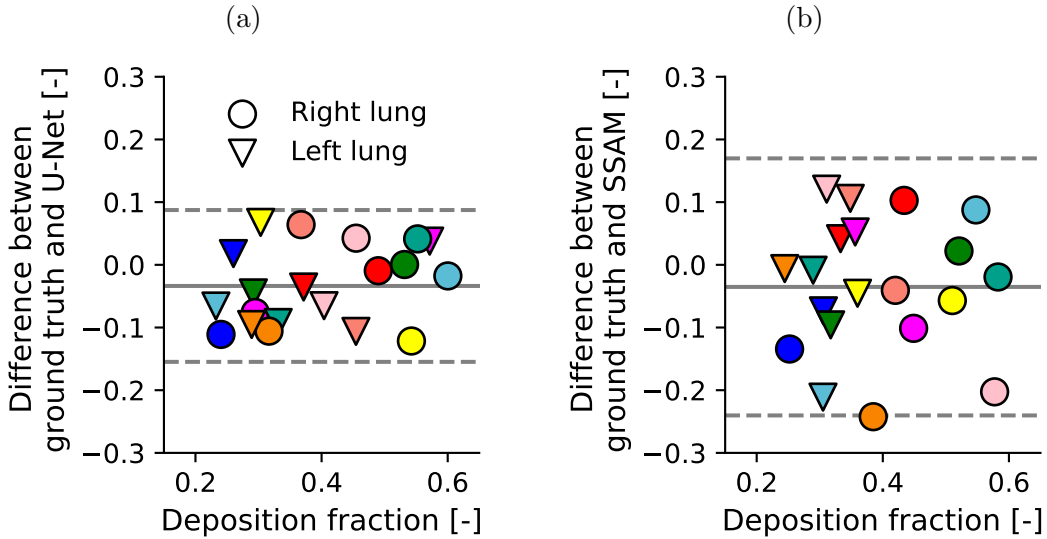 (a)
Difference between
ground truth and U-Net [-]
0.3
0.2
0.1
0.0
−0.1
−0.2
−0.3
Right lung
Left lung
0.2 0.4 0.6
Deposition fraction [-]
(b)
Difference between
ground truth and SSAM [-]
0.3
0.2
0.1
0.0
−0.1
−0.2
−0.3
0.2 0.4 0.6
Deposition fraction [-]